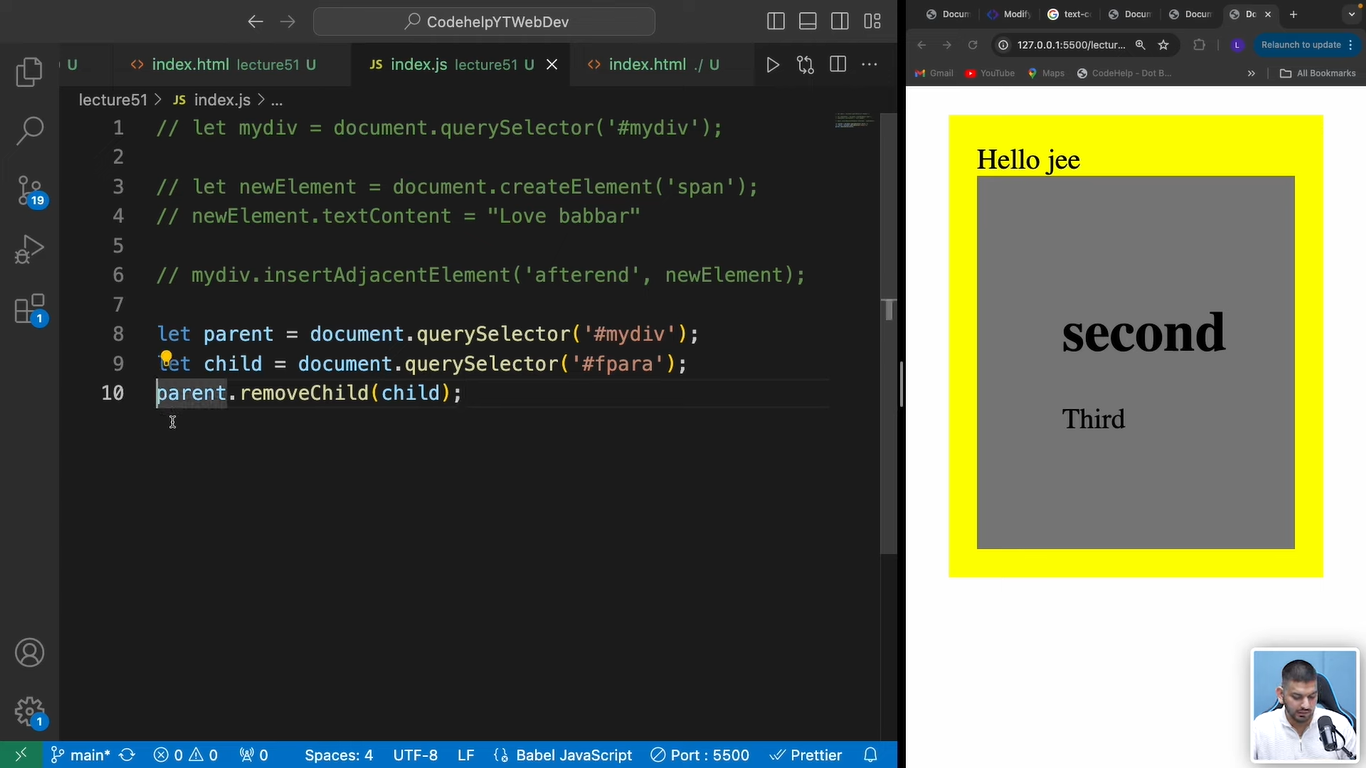 CodehelpYTWebDev
U
index.html lecture51 U
JS index.js lecture51 U
index.html ./ U
lecture51 > JS index.js > ...
1 // let mydiv = document.querySelector('#mydiv');
2
3 // let newElement = document.createElement('span');
4 // newElement.textContent = "Love babbar"
5
6 // mydiv.insertAdjacentElement('afterend', newElement);
7
8 let parent = document.querySelector('#mydiv');
9 let child = document.querySelector('#fpara');
10 parent.removeChild(child);
19
1
1
main* 0 0 0 Spaces: 4 UTF-8 LF {} Babel JavaScript Port : 5500 Prettier
Docum Modify text-c Docum Docum Do
127.0.0.1:5500/lectur... L Relaunch to update
Gmail YouTube Maps CodeHelp - Dot B... » All Bookmarks
Hello jee
second
Third